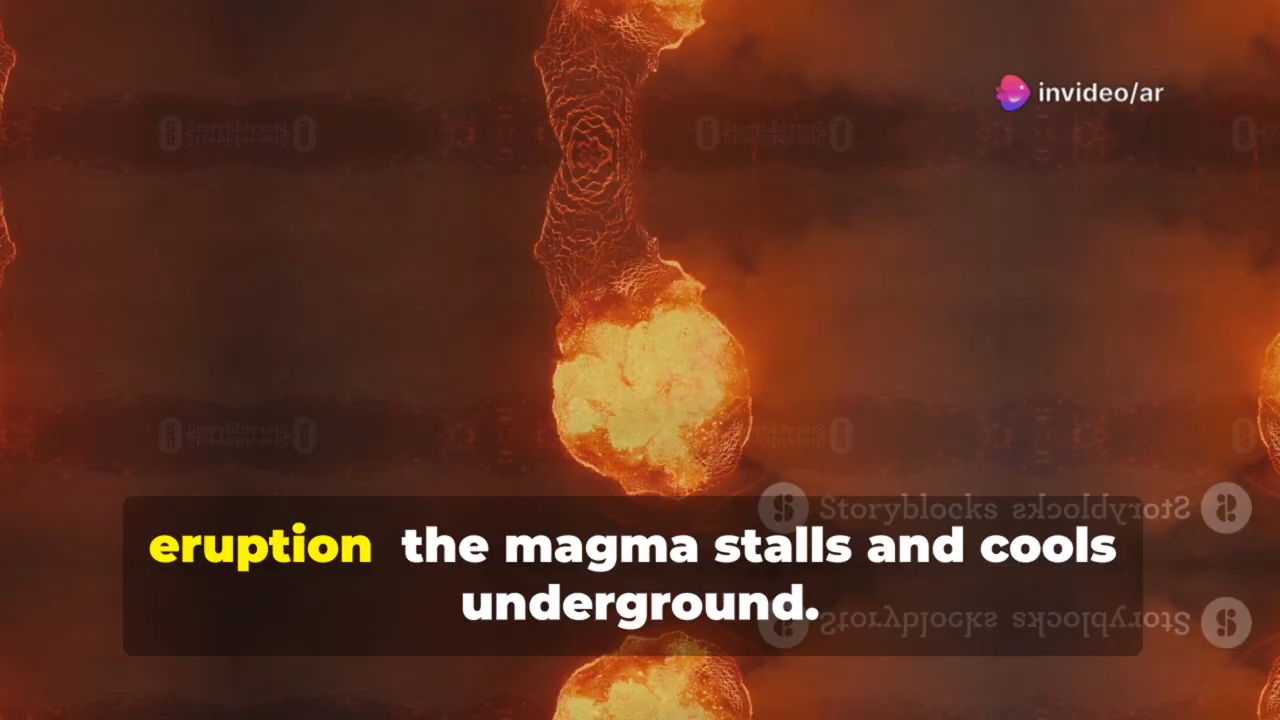 invideo/ar
Storyblocks
eruption the magma stalls and cools
underground.